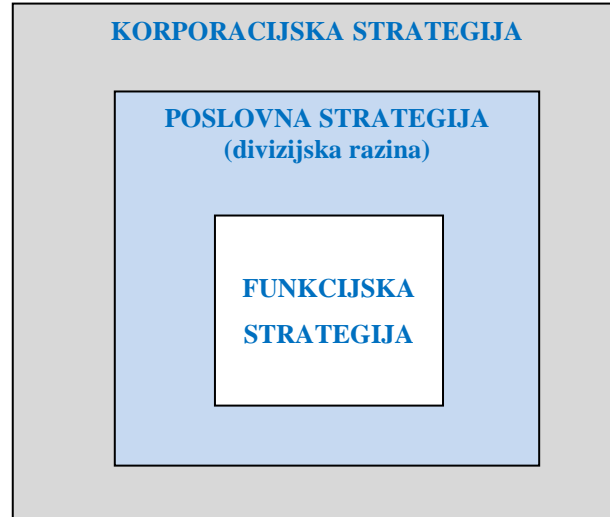 KORPORACIJSKA STRATEGIJA
POSLOVNA STRATEGIJA
(divizijska razina)
FUNKCIJSKA
STRATEGIJA